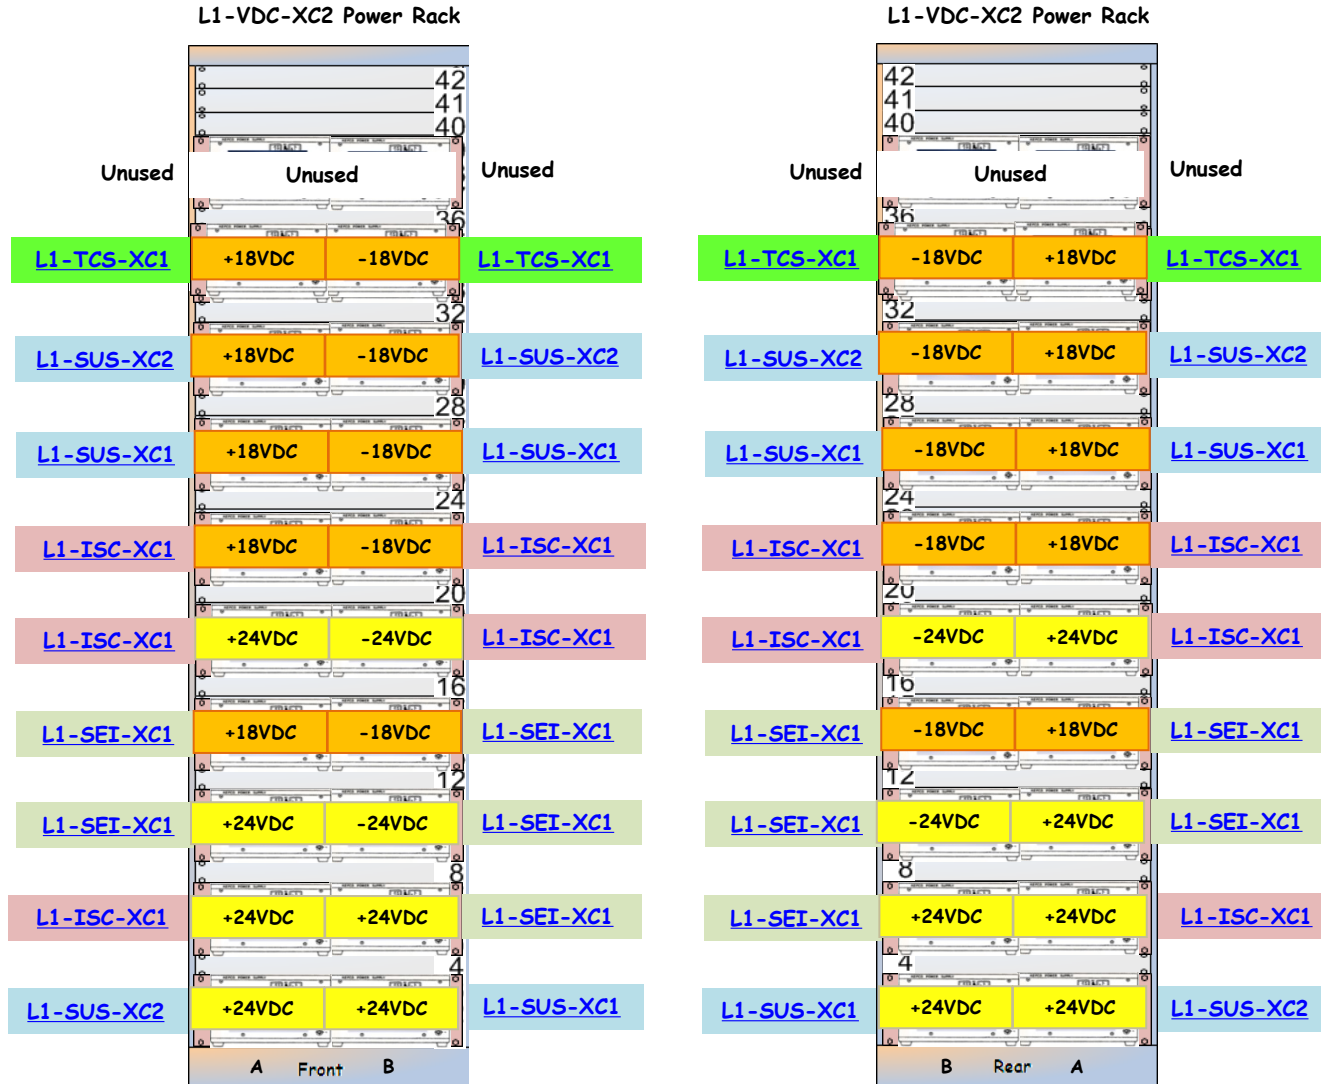 L1-VDC-XC2 Power Rack
42
41
40
Unused Unused Unused
36
L1-TCS-XC1 +18VDC -18VDC L1-TCS-XC1
32
L1-SUS-XC2 +18VDC -18VDC L1-SUS-XC2
28
L1-SUS-XC1 +18VDC -18VDC L1-SUS-XC1
24
L1-ISC-XC1 +18VDC -18VDC L1-ISC-XC1
20
L1-ISC-XC1 +24VDC -24VDC L1-ISC-XC1
16
L1-SEI-XC1 +18VDC -18VDC L1-SEI-XC1
12
L1-SEI-XC1 +24VDC -24VDC L1-SEI-XC1
8
L1-ISC-XC1 +24VDC +24VDC L1-SEI-XC1
4
L1-SUS-XC2 +24VDC +24VDC L1-SUS-XC1
A Front B
L1-VDC-XC2 Power Rack
42
41
40
Unused Unused Unused
36
L1-TCS-XC1 -18VDC +18VDC L1-TCS-XC1
32
L1-SUS-XC2 -18VDC +18VDC L1-SUS-XC2
28
L1-SUS-XC1 -18VDC +18VDC L1-SUS-XC1
24
L1-ISC-XC1 -18VDC +18VDC L1-ISC-XC1
20
L1-ISC-XC1 -24VDC +24VDC L1-ISC-XC1
16
L1-SEI-XC1 -18VDC +18VDC L1-SEI-XC1
12
L1-SEI-XC1 -24VDC +24VDC L1-SEI-XC1
8
L1-SEI-XC1 +24VDC +24VDC L1-ISC-XC1
4
L1-SUS-XC1 +24VDC +24VDC L1-SUS-XC2
B Rear A